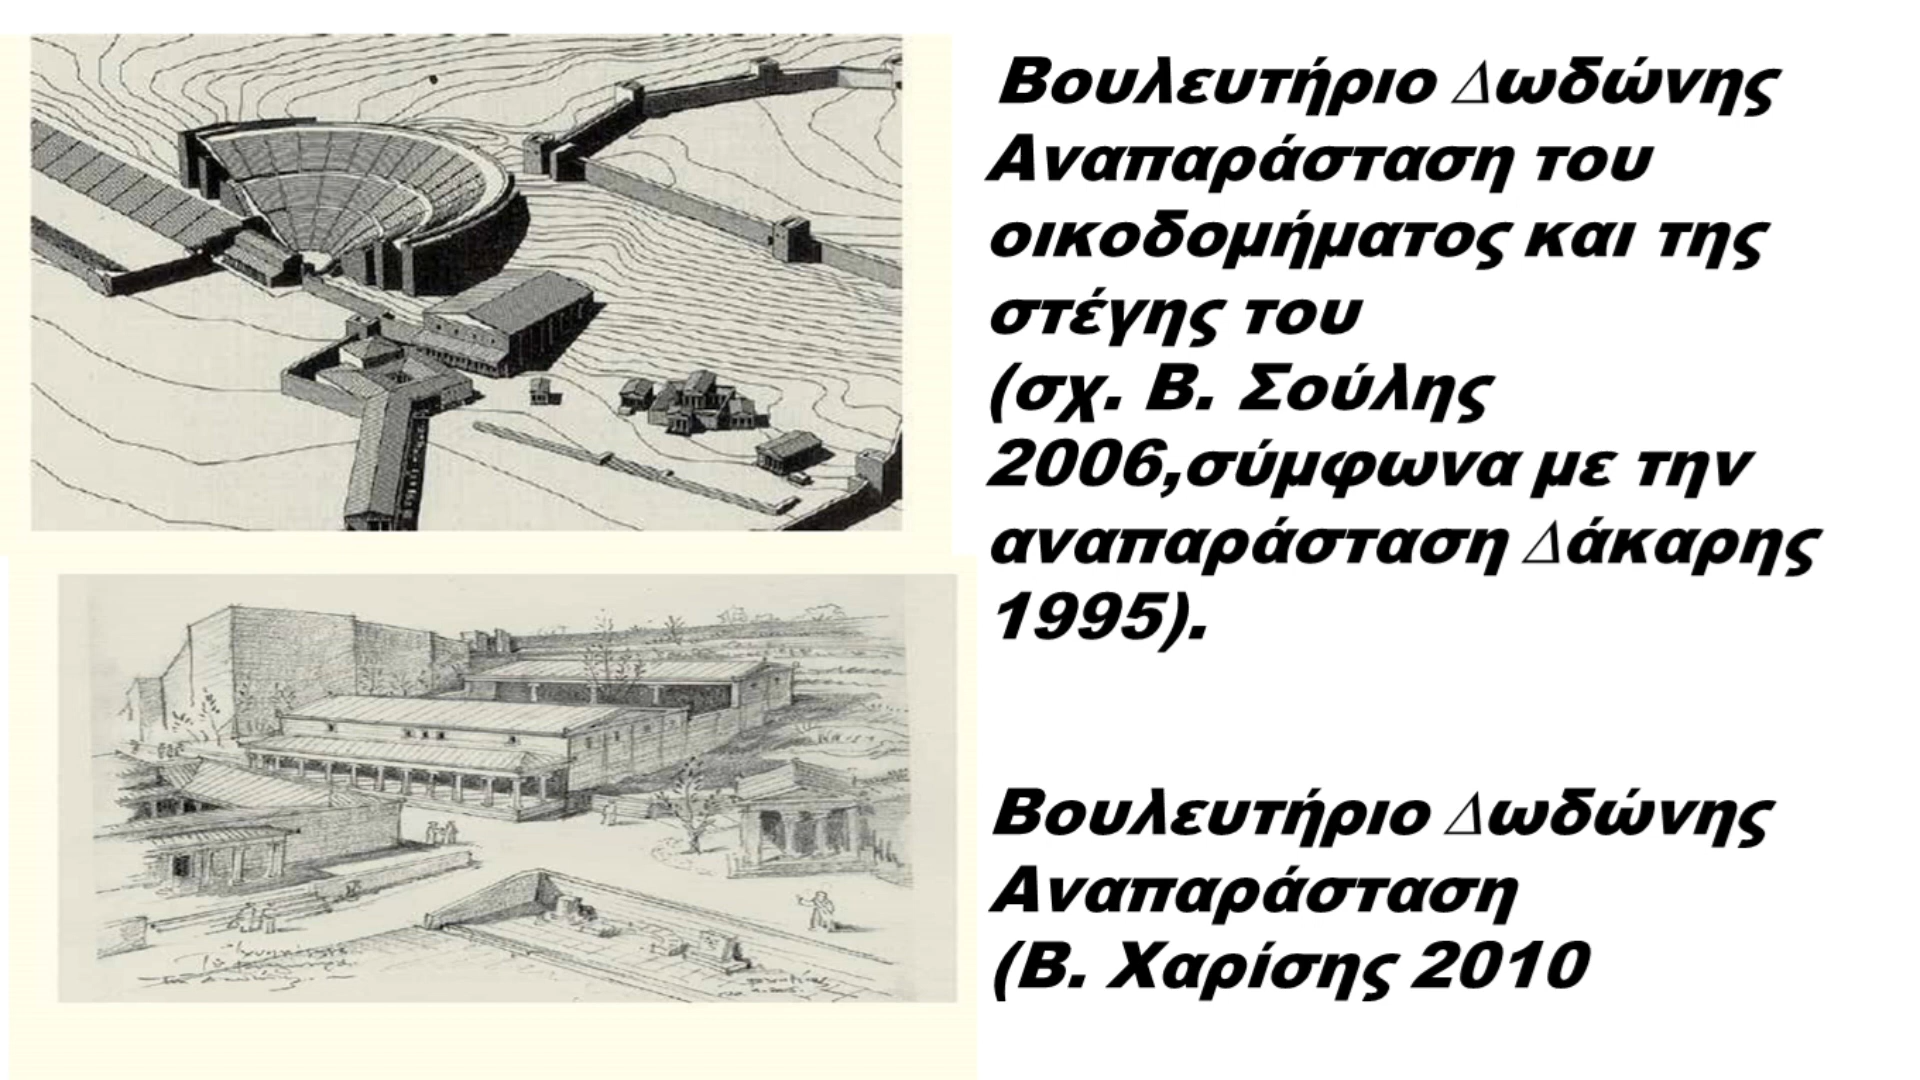 Βουλευτήριο Δωδώνης
Αναπαράσταση του
οικοδομήματος και της
στέγης του
(σχ. Β. Σούλης
2006,σύμφωνα με την
αναπαράσταση Δάκαρης
1995).
Βουλευτήριο Δωδώνης
Αναπαράσταση
(Β. Χαρίσης 2010